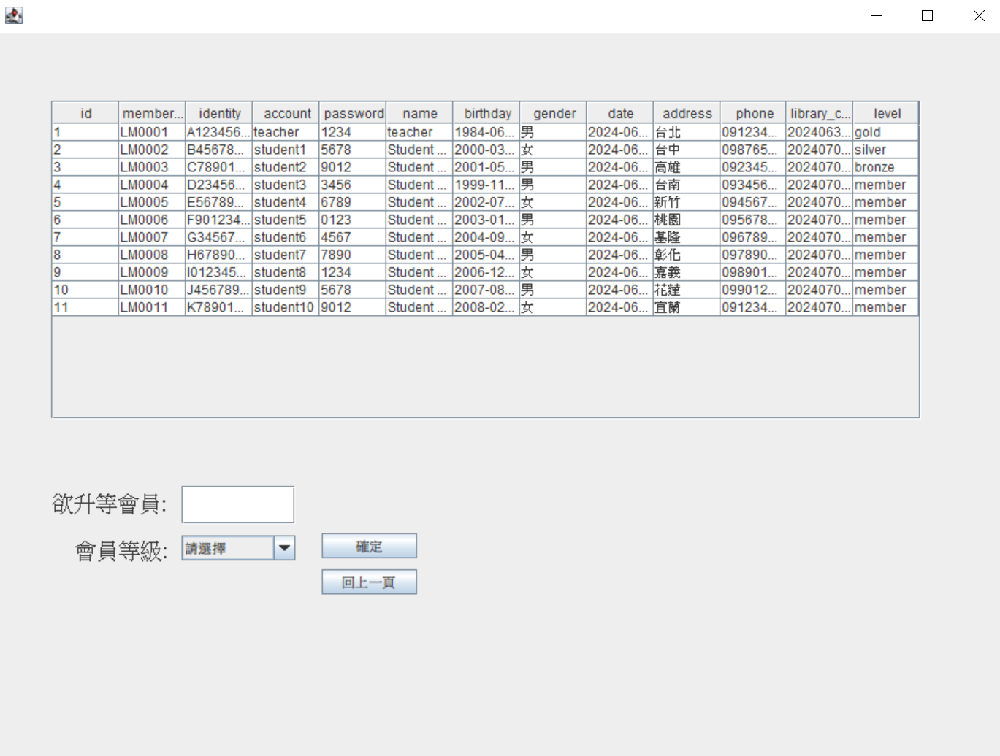 id member... identity account password name birthday gender date address phone library_c... level
1 LM0001 A123456... teacher 1234 teacher 1984-06... 男 2024-06... 台北 091234... 2024063... gold
2 LM0002 B45678... student1 5678 Student ... 2000-03... 女 2024-06... 台中 098765... 2024070... silver
3 LM0003 C78901... student2 9012 Student ... 2001-05... 男 2024-06... 高雄 092345... 2024070... bronze
4 LM0004 D23456... student3 3456 Student ... 1999-11... 男 2024-06... 台南 093456... 2024070... member
5 LM0005 E56789... student4 6789 Student ... 2002-07... 女 2024-06... 新竹 094567... 2024070... member
6 LM0006 F901234... student5 0123 Student ... 2003-01... 男 2024-06... 桃園 095678... 2024070... member
7 LM0007 G34567... student6 4567 Student ... 2004-09... 女 2024-06... 基隆 096789... 2024070... member
8 LM0008 H67890... student7 7890 Student ... 2005-04... 男 2024-06... 彰化 097890... 2024070... member
9 LM0009 I012345... student8 1234 Student ... 2006-12... 女 2024-06... 嘉義 098901... 2024070... member
10 LM0010 J456789... student9 5678 Student ... 2007-08... 男 2024-06... 花蓮 099012... 2024070... member
11 LM0011 K78901... student10 9012 Student ... 2008-02... 女 2024-06... 宜蘭 091234... 2024070... member
欲升等會員:
會員等級: 請選擇 確定
回上一頁